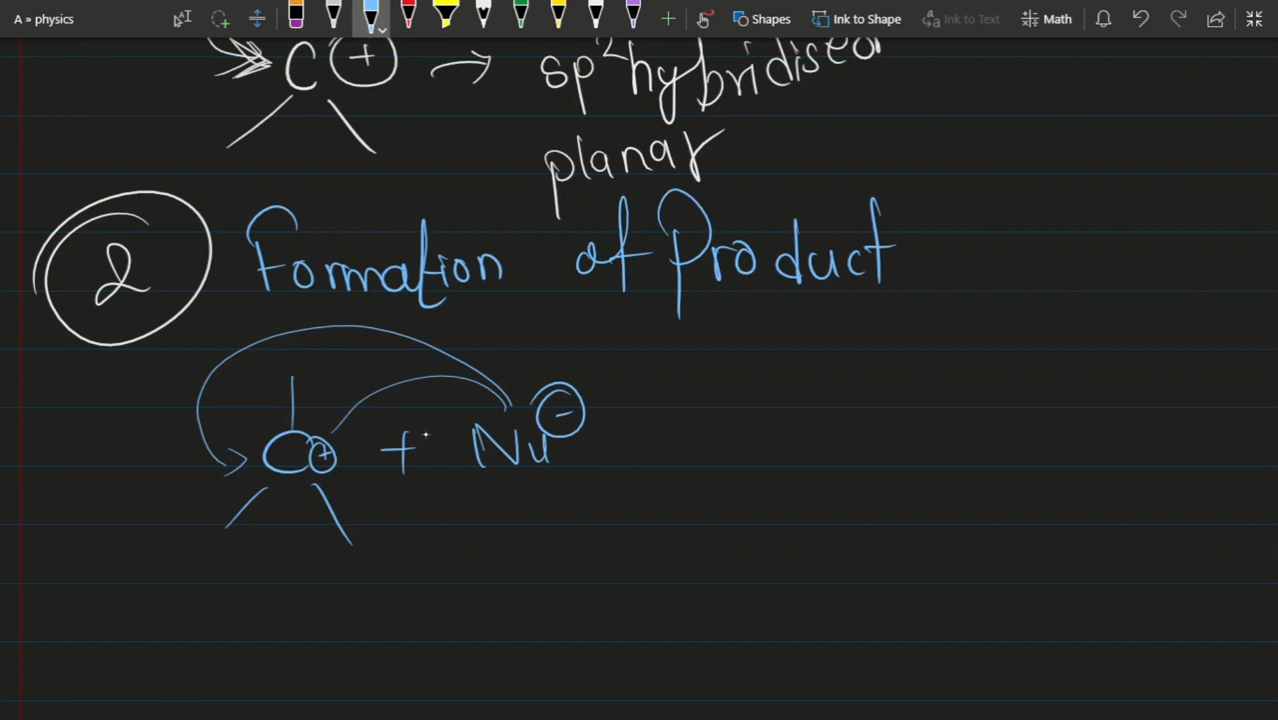 A » physics
Shapes
Ink to Shape
Ink to Text
Math
C + → sp² hybridised
planar
2 Formation of Product
C+ + Nu−